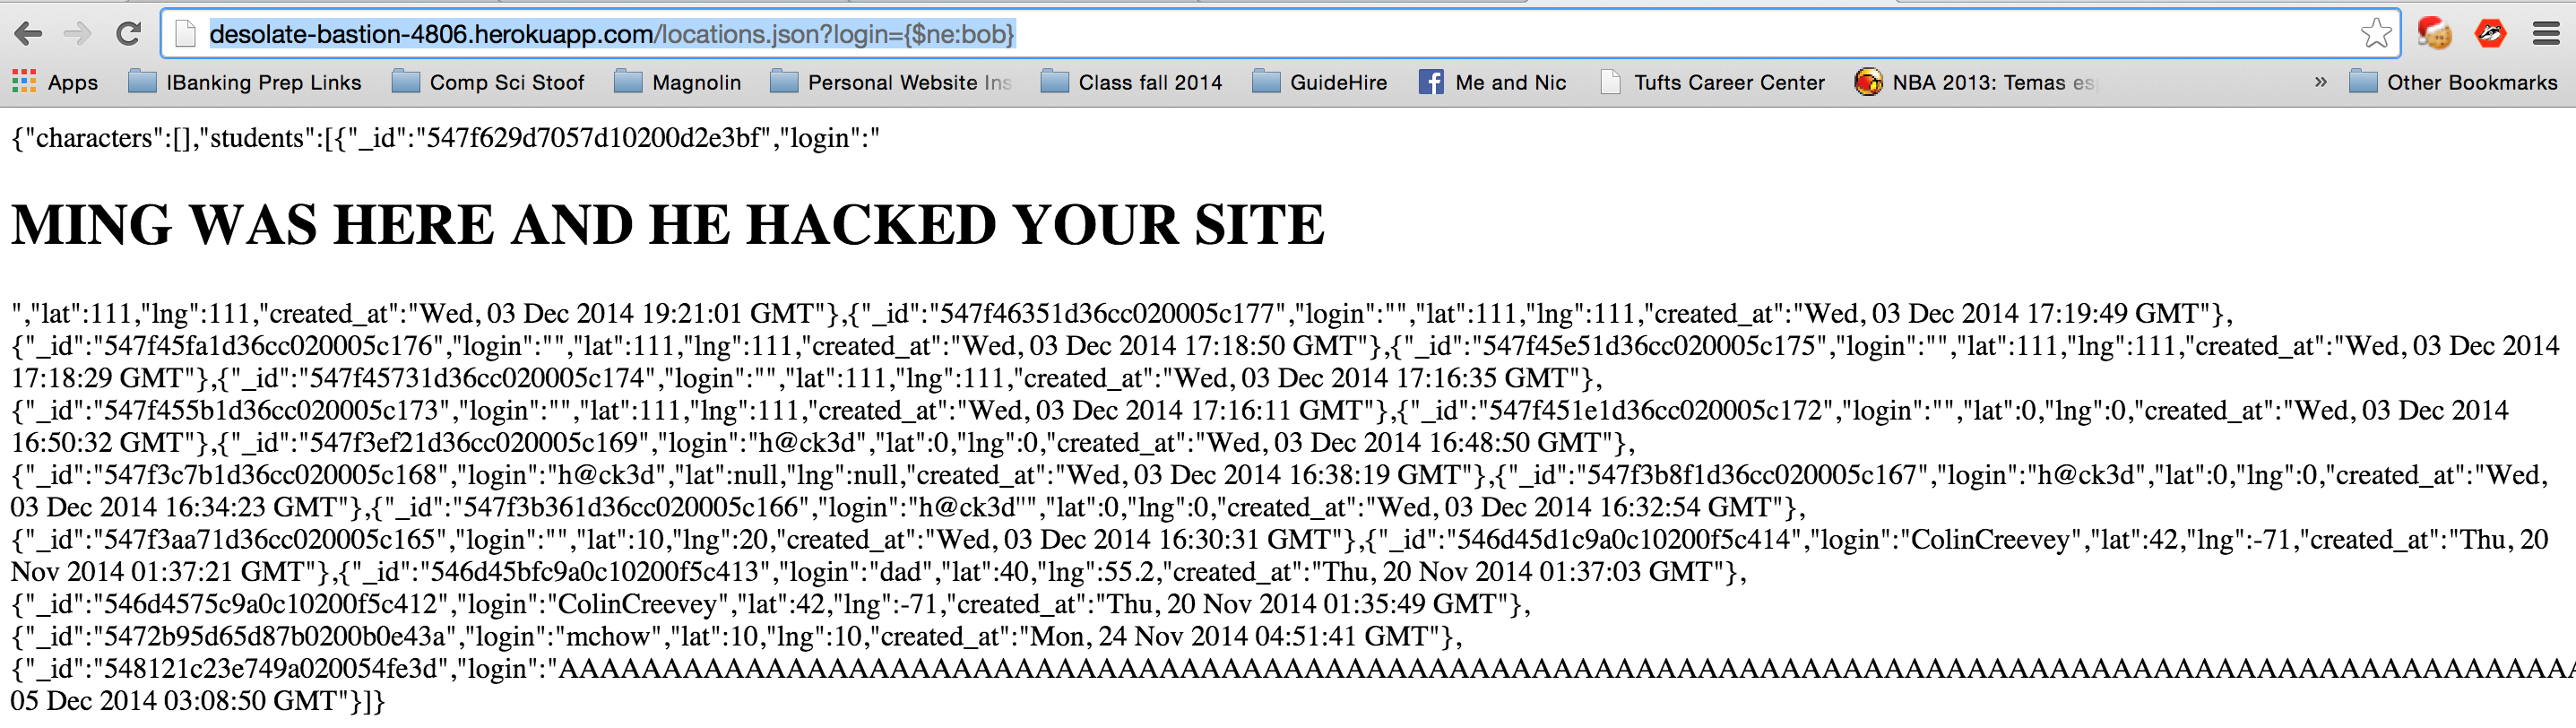 desolate-bastion-4806.herokuapp.com/locations.json?login={$ne:bob}
Apps IBanking Prep Links Comp Sci Stoof Magnolin Personal Website Ins Class fall 2014 GuideHire Me and Nic Tufts Career Center NBA 2013: Temas es » Other Bookmarks
{"characters":[],"students":[{"_id":"547f629d7057d10200d2e3bf","login":"
MING WAS HERE AND HE HACKED YOUR SITE
","lat":111,"lng":111,"created_at":"Wed, 03 Dec 2014 19:21:01 GMT"},{"_id":"547f46351d36cc020005c177","login":"","lat":111,"lng":111,"created_at":"Wed, 03 Dec 2014 17:19:49 GMT"},
{"_id":"547f45fa1d36cc020005c176","login":"","lat":111,"lng":111,"created_at":"Wed, 03 Dec 2014 17:18:50 GMT"},{"_id":"547f45e51d36cc020005c175","login":"","lat":111,"lng":111,"created_at":"Wed, 03 Dec 2014
17:18:29 GMT"},{"_id":"547f45731d36cc020005c174","login":"","lat":111,"lng":111,"created_at":"Wed, 03 Dec 2014 17:16:35 GMT"},
{"_id":"547f455b1d36cc020005c173","login":"","lat":111,"lng":111,"created_at":"Wed, 03 Dec 2014 17:16:11 GMT"},{"_id":"547f451e1d36cc020005c172","login":"","lat":0,"lng":0,"created_at":"Wed, 03 Dec 2014
16:50:32 GMT"},{"_id":"547f3ef21d36cc020005c169","login":"h@ck3d","lat":0,"lng":0,"created_at":"Wed, 03 Dec 2014 16:48:50 GMT"},
{"_id":"547f3c7b1d36cc020005c168","login":"h@ck3d","lat":null,"lng":null,"created_at":"Wed, 03 Dec 2014 16:38:19 GMT"},{"_id":"547f3b8f1d36cc020005c167","login":"h@ck3d","lat":0,"lng":0,"created_at":"Wed,
03 Dec 2014 16:34:23 GMT"},{"_id":"547f3b361d36cc020005c166","login":"h@ck3d"","lat":0,"lng":0,"created_at":"Wed, 03 Dec 2014 16:32:54 GMT"},
{"_id":"547f3aa71d36cc020005c165","login":"","lat":10,"lng":20,"created_at":"Wed, 03 Dec 2014 16:30:31 GMT"},{"_id":"546d45d1c9a0c10200f5c414","login":"ColinCreevey","lat":42,"lng":-71,"created_at":"Thu, 20
Nov 2014 01:37:21 GMT"},{"_id":"546d45bfc9a0c10200f5c413","login":"dad","lat":40,"lng":55.2,"created_at":"Thu, 20 Nov 2014 01:37:03 GMT"},
{"_id":"546d4575c9a0c10200f5c412","login":"ColinCreevey","lat":42,"lng":-71,"created_at":"Thu, 20 Nov 2014 01:35:49 GMT"},
{"_id":"5472b95d65d87b0200b0e43a","login":"mchow","lat":10,"lng":10,"created_at":"Mon, 24 Nov 2014 04:51:41 GMT"},
{"_id":"548121c23e749a020054fe3d","login":"AAAAAAAAAAAAAAAAAAAAAAAAAAAAAAAAAAAAAAAAAAAAAAAAAAAAAAAAAAAAAAAAAAAAAAAAAAAAAAAAAAAAAAAAAAAAAAA
05 Dec 2014 03:08:50 GMT"}]}